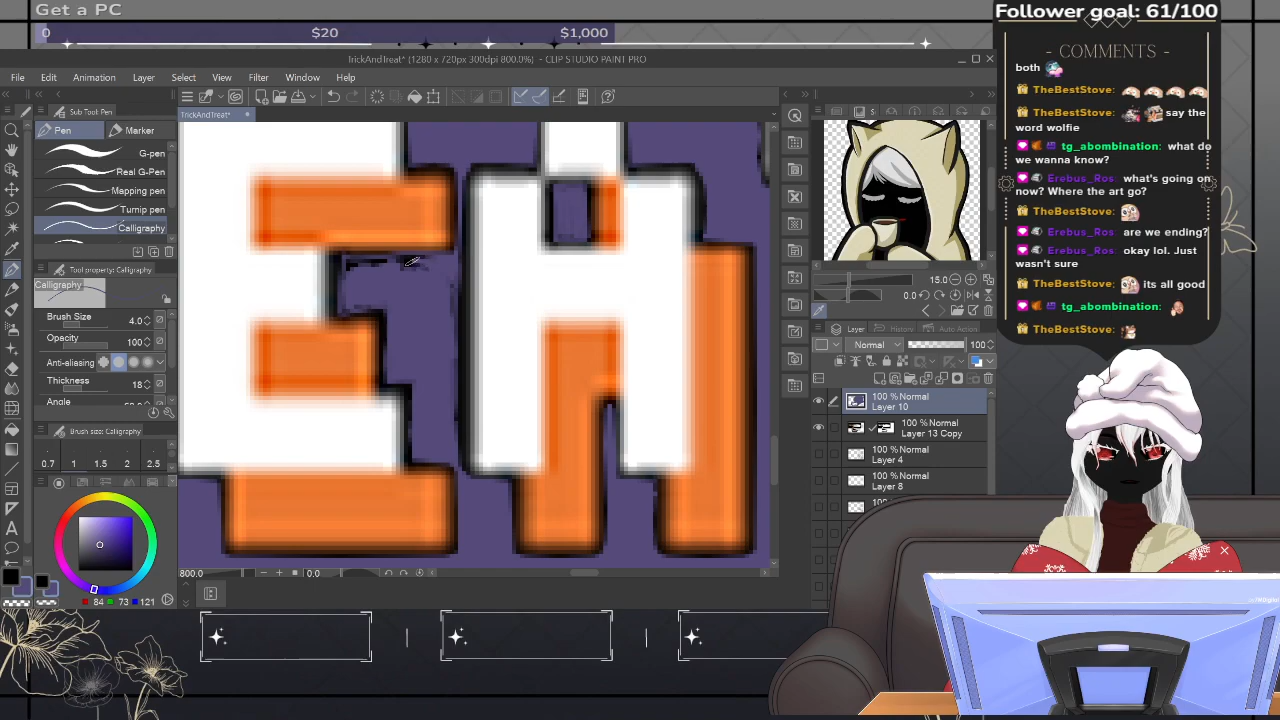 Get a PC
0
$20
$1,000
TrickAndTreat* (1280 x 720px 300dpi 800.0%) - CLIP STUDIO PAINT PRO
File Edit Animation Layer Select View Filter Window Help
Sub Tool Pen
TrickAndTreat*
Pen
Marker
G-pen
Real G-Pen
Mapping pen
Turnip pen
Calligraphy
Tool property: Calligraphy
Calligraphy
Brush Size 4.0
Opacity 100
Anti-aliasing
Thickness 18
Angle
Brush size: Calligraphy
0.7 1 1.5 2 2.5
84 73 121
800.0
0.0
15.0
0.0
Layer
History
Auto Action
Normal
100
100 % Normal
Layer 10
100 % Normal
Layer 13 Copy
100 % Normal
Layer 4
100 % Normal
Layer 8
100 % Normal
Follower goal: 61/100
- COMMENTS -
both
TheBestStove:
TheBestStove: say the
word wolfie
tg_abombination: what do
we wanna know?
Erebus_Ros: what's going on
now? Where the art go?
TheBestStove:
Erebus_Ros: are we ending?
Erebus_Ros: okay lol. Just
wasn't sure
TheBestStove: its all good
tg_abombination:
TheBestStove: